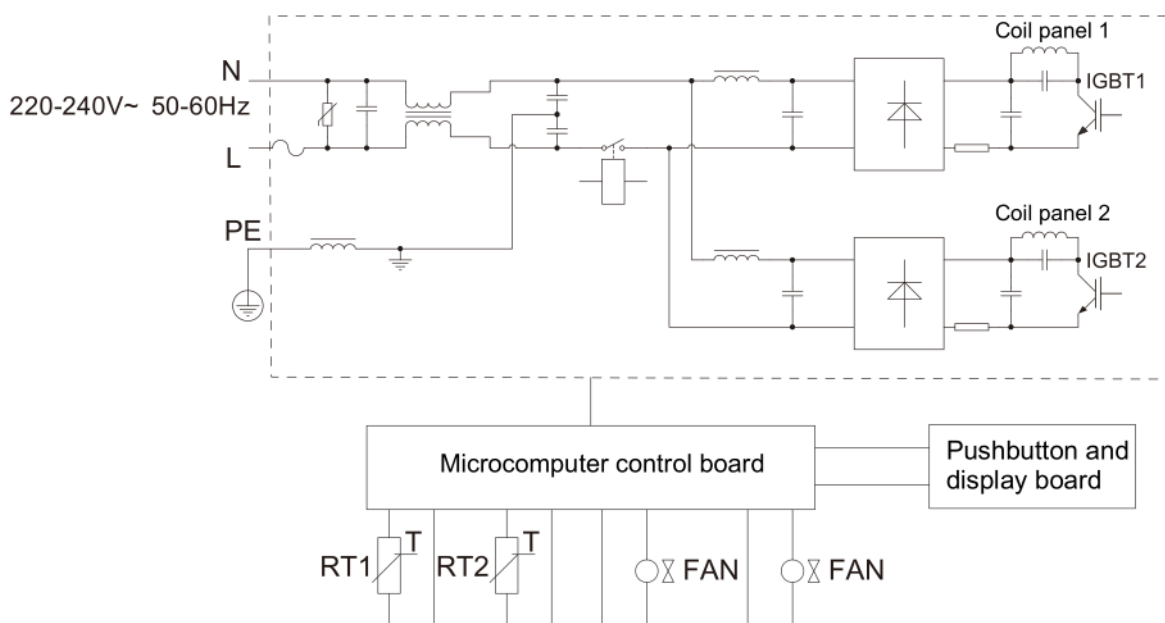 Coil panel 1
N
IGBT1
220-240V~ 50-60Hz
L
Coil panel 2
PE
IGBT2
Microcomputer control board
Pushbutton and
display board
T
RT1
T
RT2
FAN
FAN